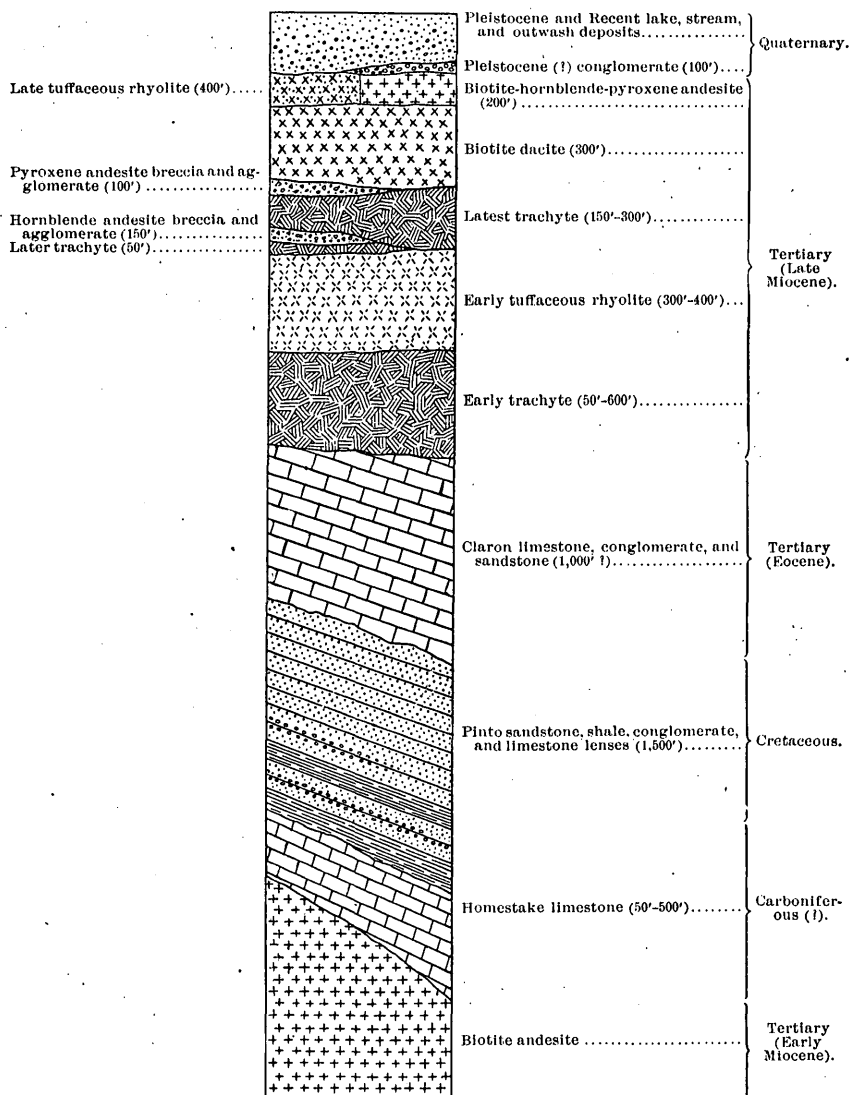 Pleistocene and Recent lake, stream,
and outwash deposits..............
Quaternary.
Pleistocene (?) conglomerate (100')....
Late tuffaceous rhyolite (400').....
Biotite-hornblende-pyroxene andesite
(200')................................
Biotite dacite (300')....................
Pyroxene andesite breccia and ag-
glomerate (100') .................
Hornblende andesite breccia and
agglomerate (150')................
Later trachyte (50')................
Latest trachyte (150'-300')..............
Tertiary
(Late
Miocene).
Early tuffaceous rhyolite (300'-400')...
Early trachyte (50'-600')................
Claron limestone, conglomerate, and
sandstone (1,000' ?)...................
Tertiary
(Eocene).
Pinto sandstone, shale, conglomerate,
and limestone lenses (1,500')........
Cretaceous.
Homestake limestone (50'-500').......
Carbonifer-
ous (?).
Biotite andesite .......................
Tertiary
(Early
Miocene).